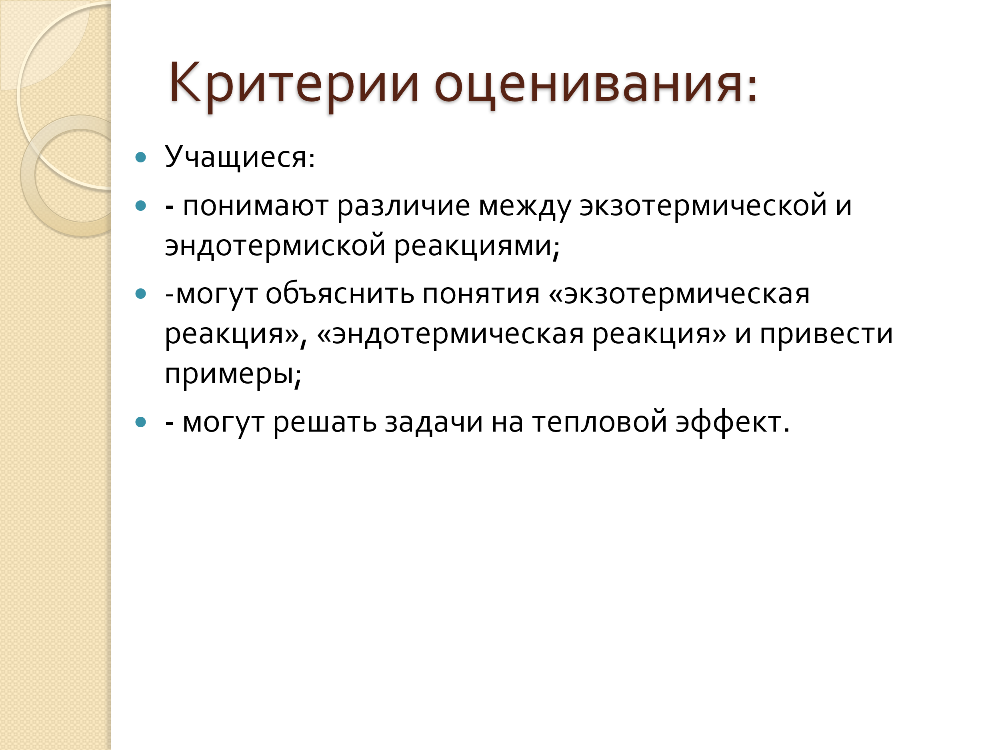 Критерии оценивания:
• Учащиеся:
• - понимают различие между экзотермической и
эндотермиской реакциями;
• -могут объяснить понятия «экзотермическая
реакция», «эндотермическая реакция» и привести
примеры;
• - могут решать задачи на тепловой эффект.